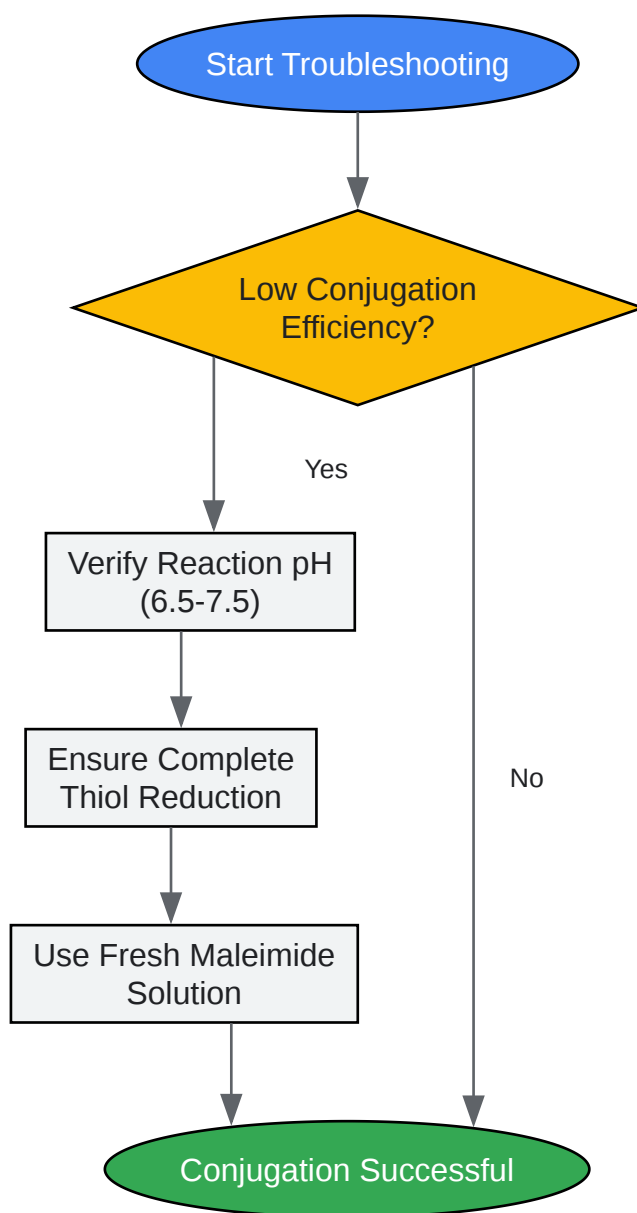 Start Troubleshooting
Low Conjugation
Efficiency?
Yes
Verify Reaction pH
(6.5-7.5)
Ensure Complete
Thiol Reduction
No
Use Fresh Maleimide
Solution
Conjugation Successful